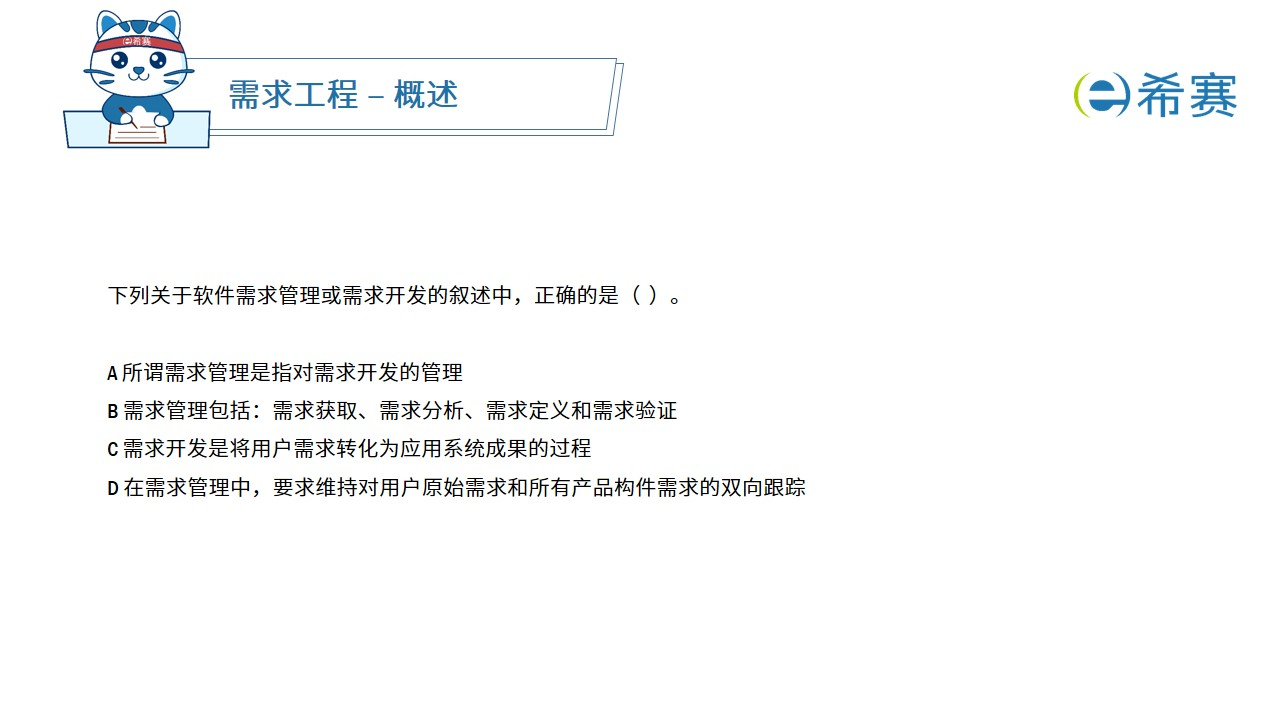 希赛
需求工程 – 概述
希赛
下列关于软件需求管理或需求开发的叙述中，正确的是（ ）。
A 所谓需求管理是指对需求开发的管理
B 需求管理包括：需求获取、需求分析、需求定义和需求验证
C 需求开发是将用户需求转化为应用系统成果的过程
D 在需求管理中，要求维持对用户原始需求和所有产品构件需求的双向跟踪